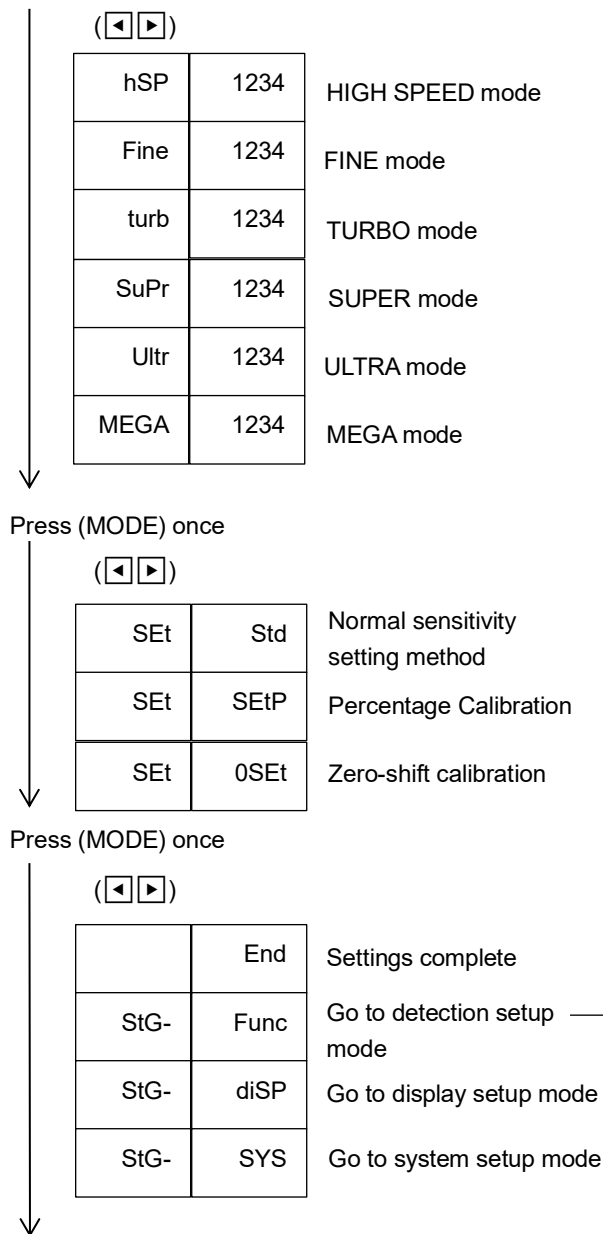 (◄ ►)
hSP 1234 HIGH SPEED mode
Fine 1234 FINE mode
turb 1234 TURBO mode
SuPr 1234 SUPER mode
Ultr 1234 ULTRA mode
MEGA 1234 MEGA mode
Press (MODE) once
(◄ ►)
SEt Std Normal sensitivity
setting method
SEt SEtP Percentage Calibration
SEt 0SEt Zero-shift calibration
Press (MODE) once
(◄ ►)
End Settings complete
StG- Func Go to detection setup
mode
StG- diSP Go to display setup mode
StG- SYS Go to system setup mode